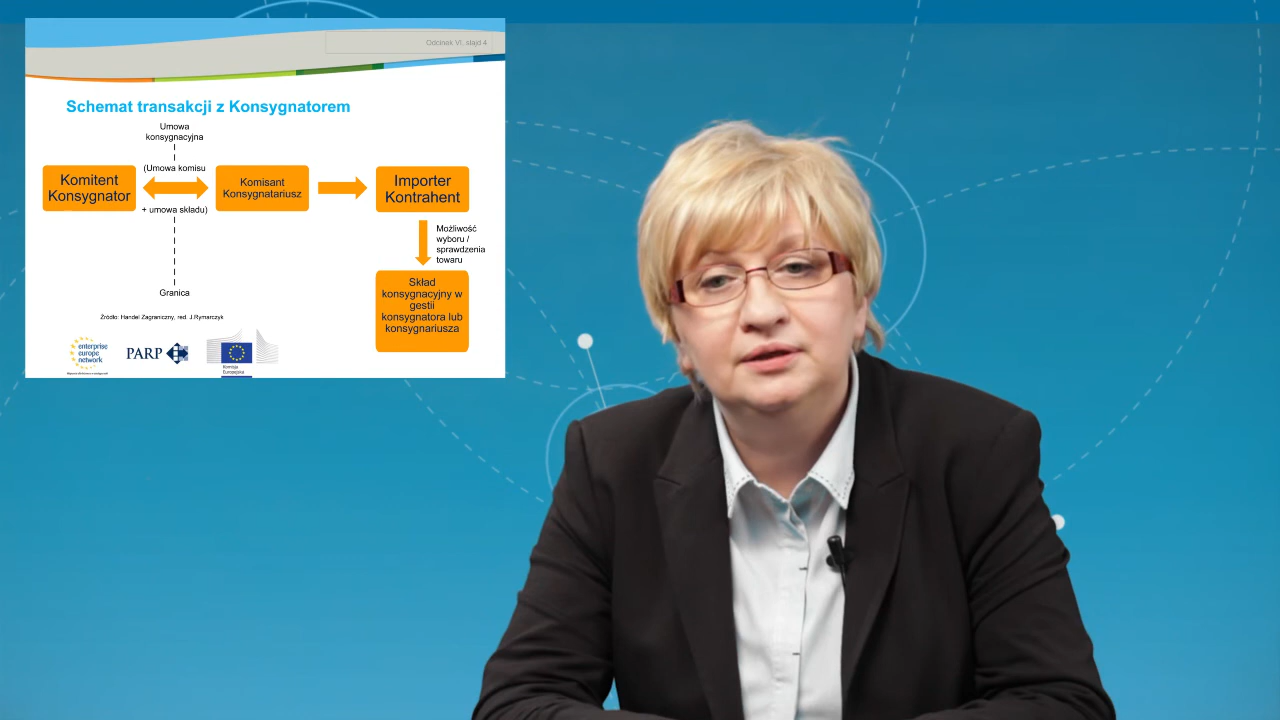 Odcinek VI, slajd 4
Schemat transakcji z Konsygnatorem
Umowa
konsygnacyjna
(Umowa komisu
Komitent
Konsygnator
Komisant
Konsygnatariusz
Importer
Kontrahent
+ umowa składu)
Możliwość
wyboru /
sprawdzenia
towaru
Granica
Skład
konsygnacyjny w
gestii
konsygnatora lub
konsygnariusza
Źródło: Handel Zagraniczny, red. J.Rymarczyk
enterprise
europe
network
PARP
Komisja
Europejska